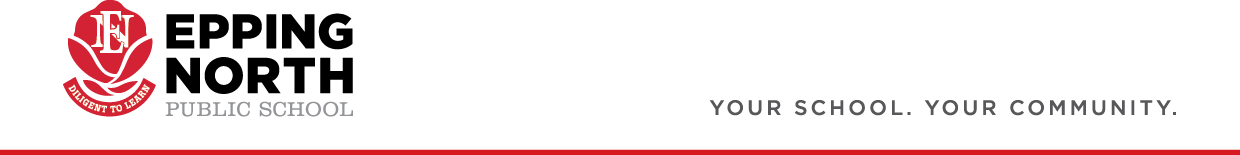 EN
DILIGENT TO LEARN
EPPING
NORTH
PUBLIC SCHOOL
YOUR SCHOOL. YOUR COMMUNITY.